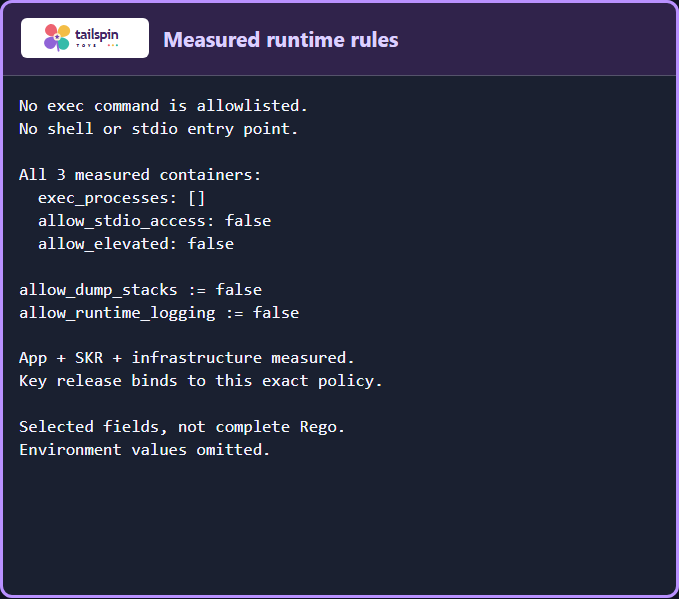 tailspin
TOYS
Measured runtime rules
No exec command is allowlisted.
No shell or stdio entry point.
All 3 measured containers:
exec_processes: []
allow_stdio_access: false
allow_elevated: false
allow_dump_stacks := false
allow_runtime_logging := false
App + SKR + infrastructure measured.
Key release binds to this exact policy.
Selected fields, not complete Rego.
Environment values omitted.